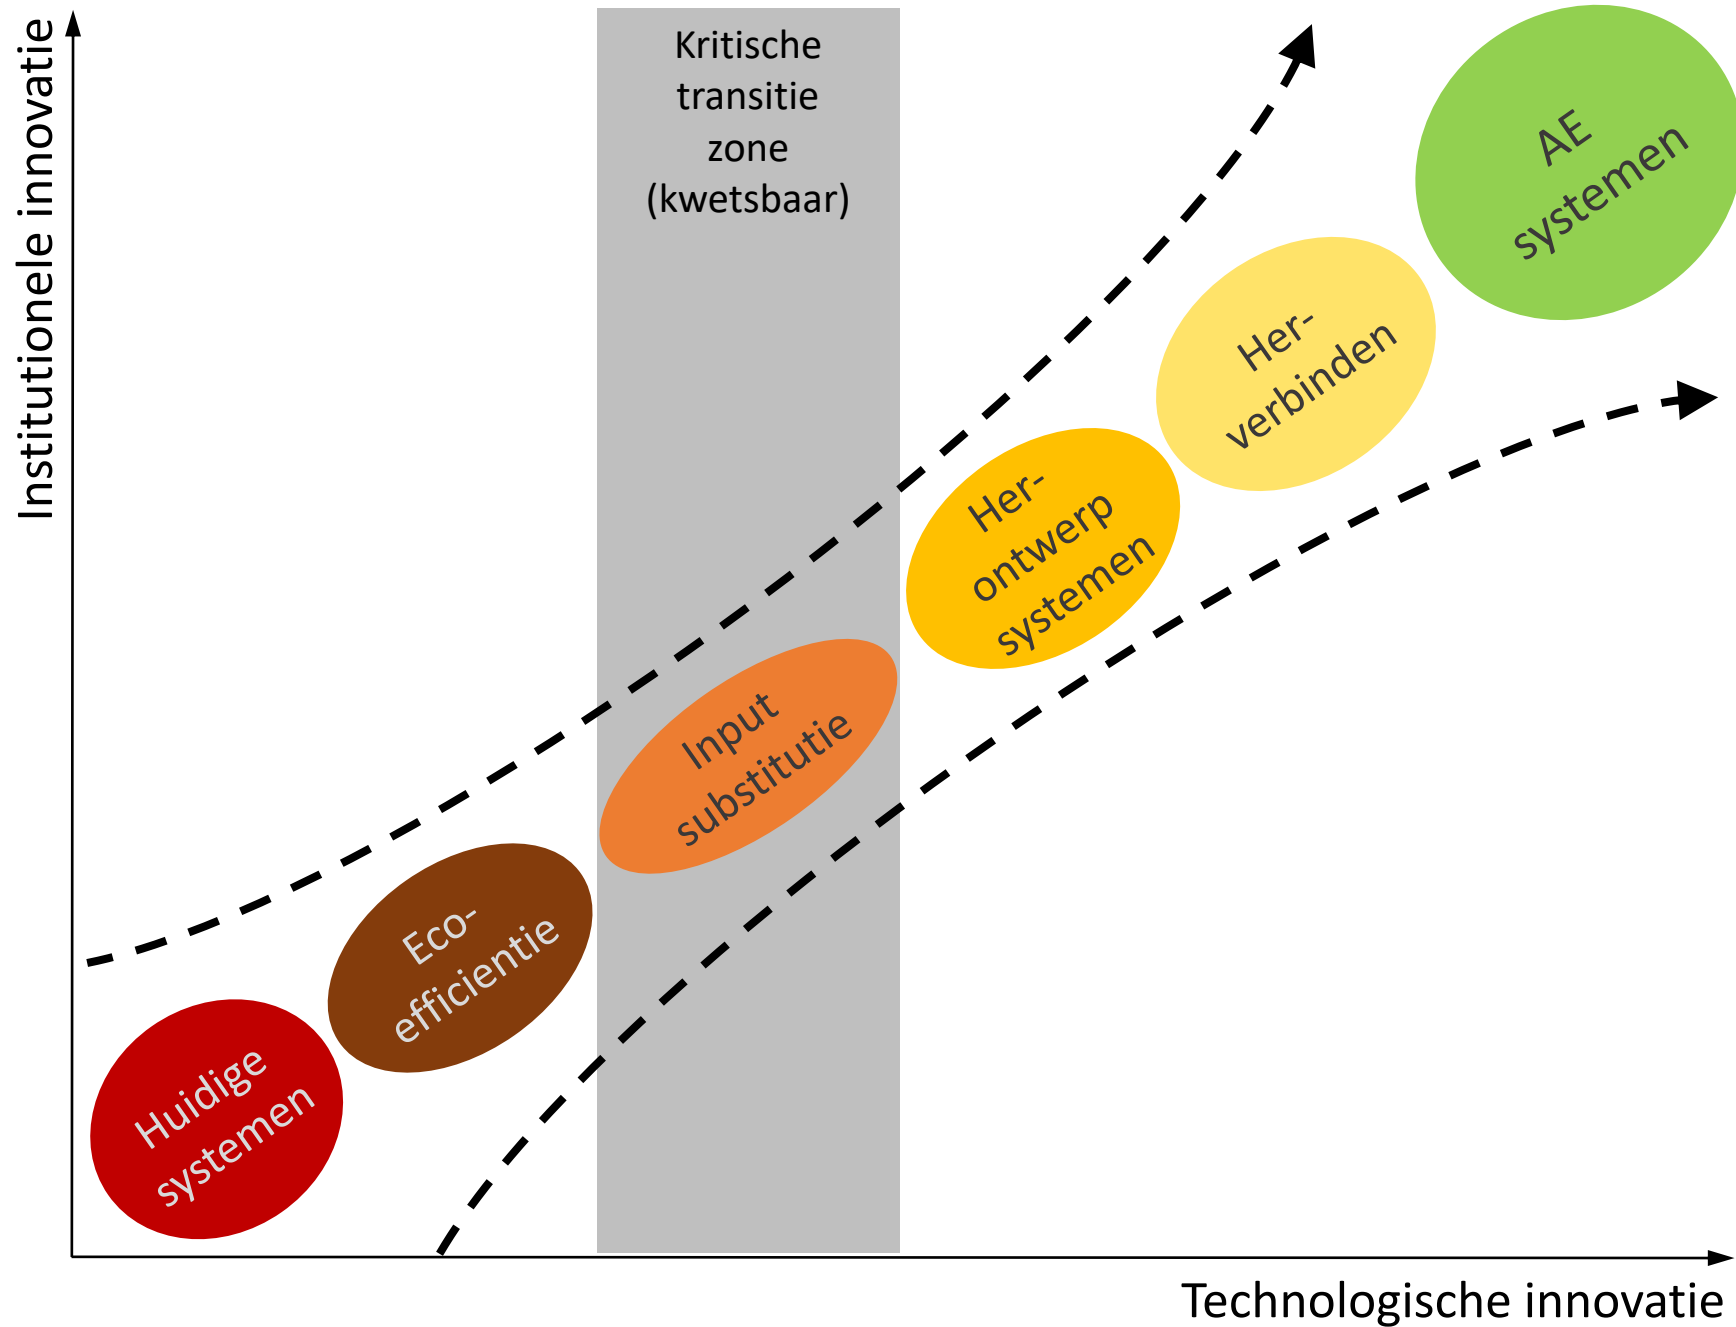 Institutionele innovatie
Kritische
transitie
zone
(kwetsbaar)
AE
systemen
Her-
verbinden
Her-
ontwerp
systemen
Input
substitutie
Eco-
efficientie
Huidige
systemen
Technologische innovatie